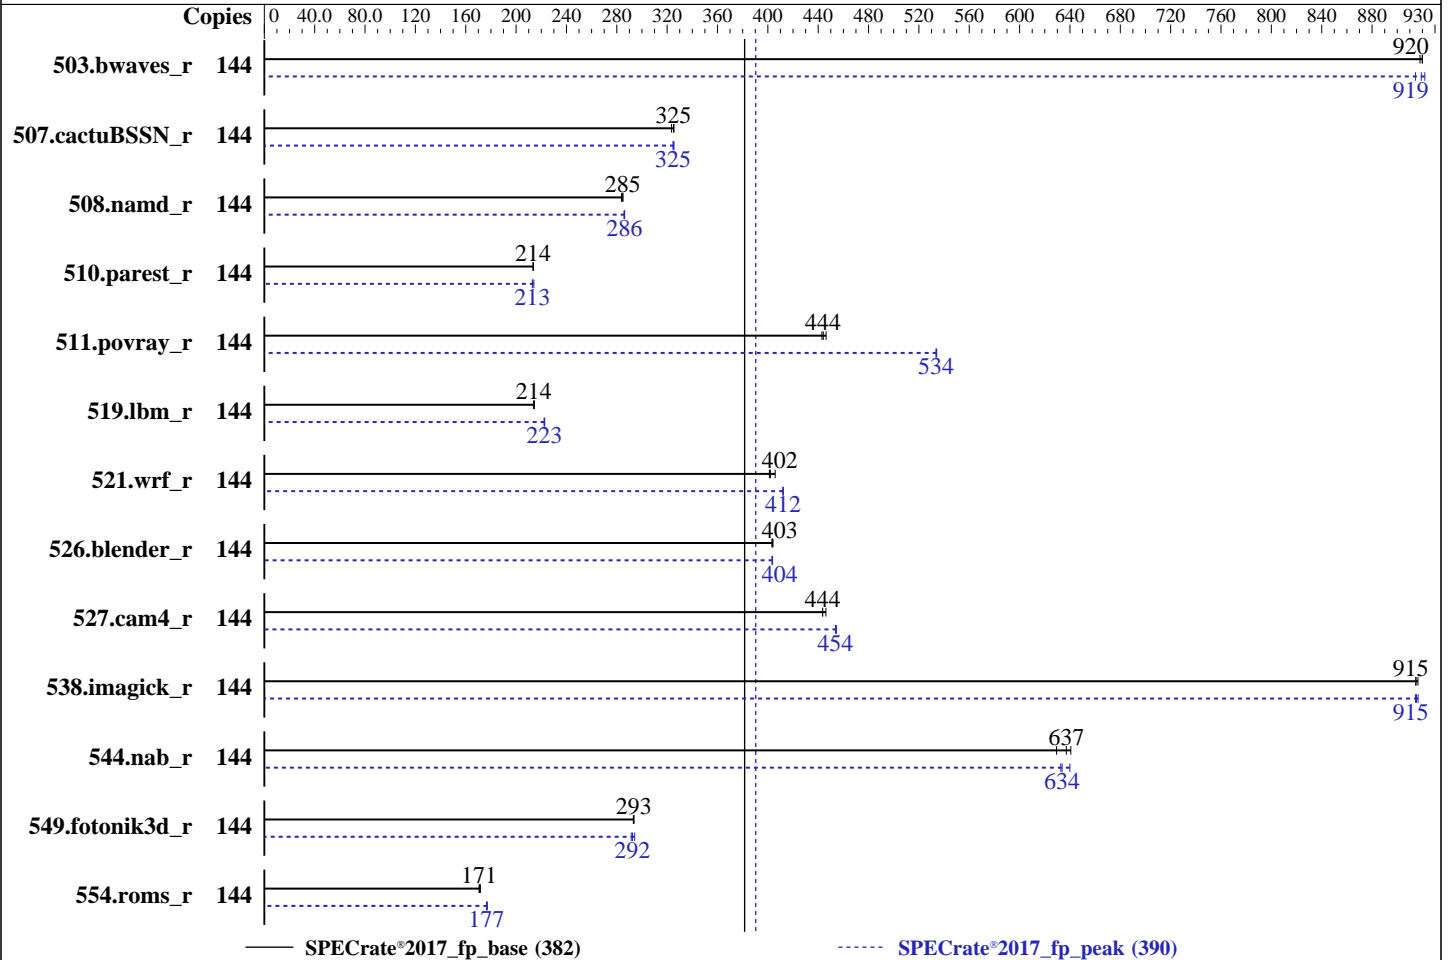 Copies 0 40.0 80 120 160 200 240 280 320 360 400 440 480 520 560 600 640 680 720 760 800 840 880 930
920
503.bwaves_r 144
919
325
507.cactuBSSN_r 144
325
285
508.namd_r 144
286
214
510.parest_r 144
213
444
511.povray_r 144
534
214
519.lbm_r 144
223
402
521.wrf_r 144
412
403
526.blender_r 144
404
444
527.cam4_r 144
454
915
538.imagick_r 144
915
637
544.nab_r 144
634
293
549.fotonik3d_r 144
292
171
554.roms_r 144
177
SPECrate®2017_fp_base (382) SPECrate®2017_fp_peak (390)